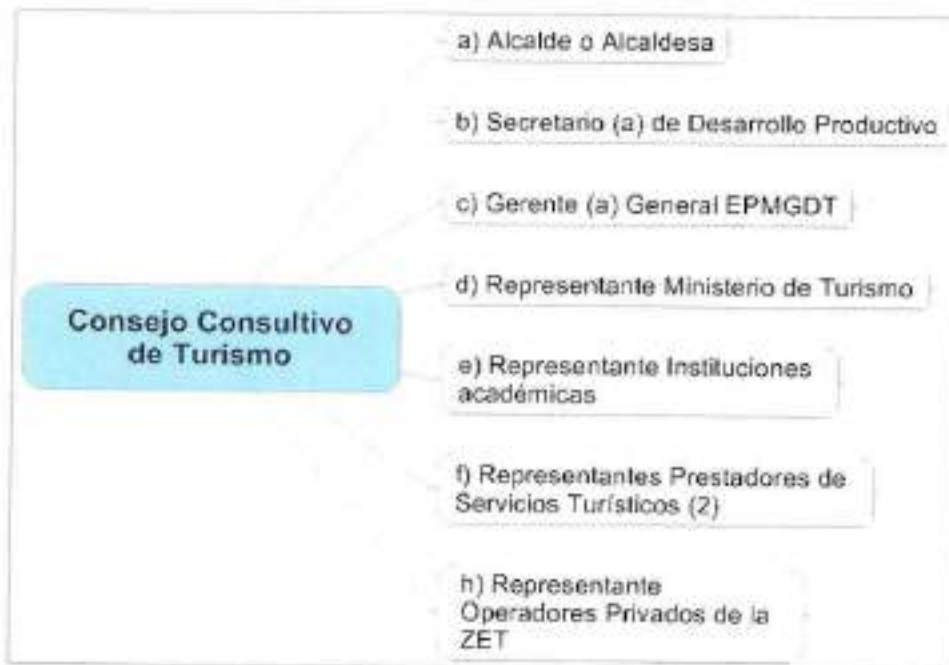 a) Alcalde o Alcaldesa
b) Secretario (a) de Desarrollo Productivo
c) Gerente (a) General EPMGDT
d) Representante Ministerio de Turismo
Consejo Consultivo
de Turismo
e) Representante Instituciones
académicas
f) Representantes Prestadores de
Servicios Turísticos (2)
h) Representante
Operadores Privados de la
ZET